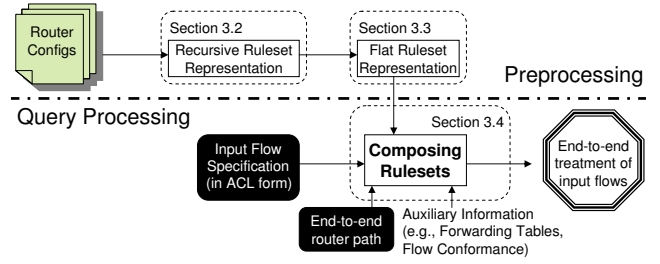 Router
Configs
Section 3.2
Recursive Ruleset
Representation
Section 3.3
Flat Ruleset
Representation
Preprocessing
Query Processing
Section 3.4
Input Flow
Specification
(in ACL form)
Composing
Rulesets
End-to-end
treatment of
input flows
End-to-end
router path
Auxiliary Information
(e.g., Forwarding Tables,
Flow Conformance)